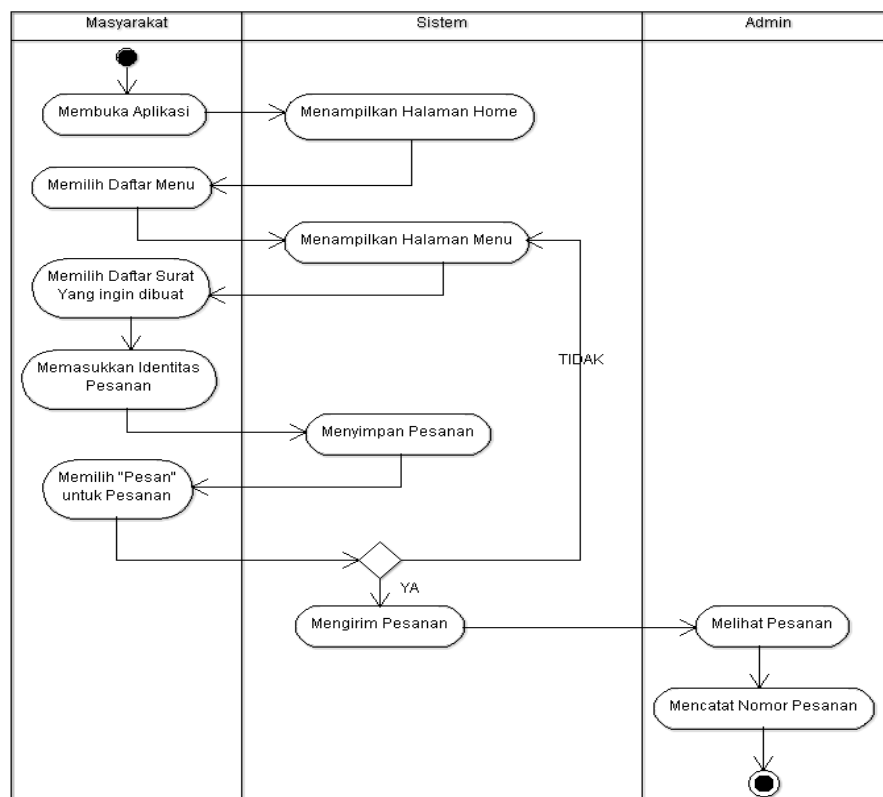 Masyarakat
Sistem
Admin
Membuka Aplikasi
Menampilkan Halaman Home
Memilih Daftar Menu
Menampilkan Halaman Menu
Memilih Daftar Surat
Yang ingin dibuat
TIDAK
Memasukkan Identitas
Pesanan
Menyimpan Pesanan
Memilih "Pesan"
untuk Pesanan
YA
Mengirim Pesanan
Melihat Pesanan
Mencatat Nomor Pesanan